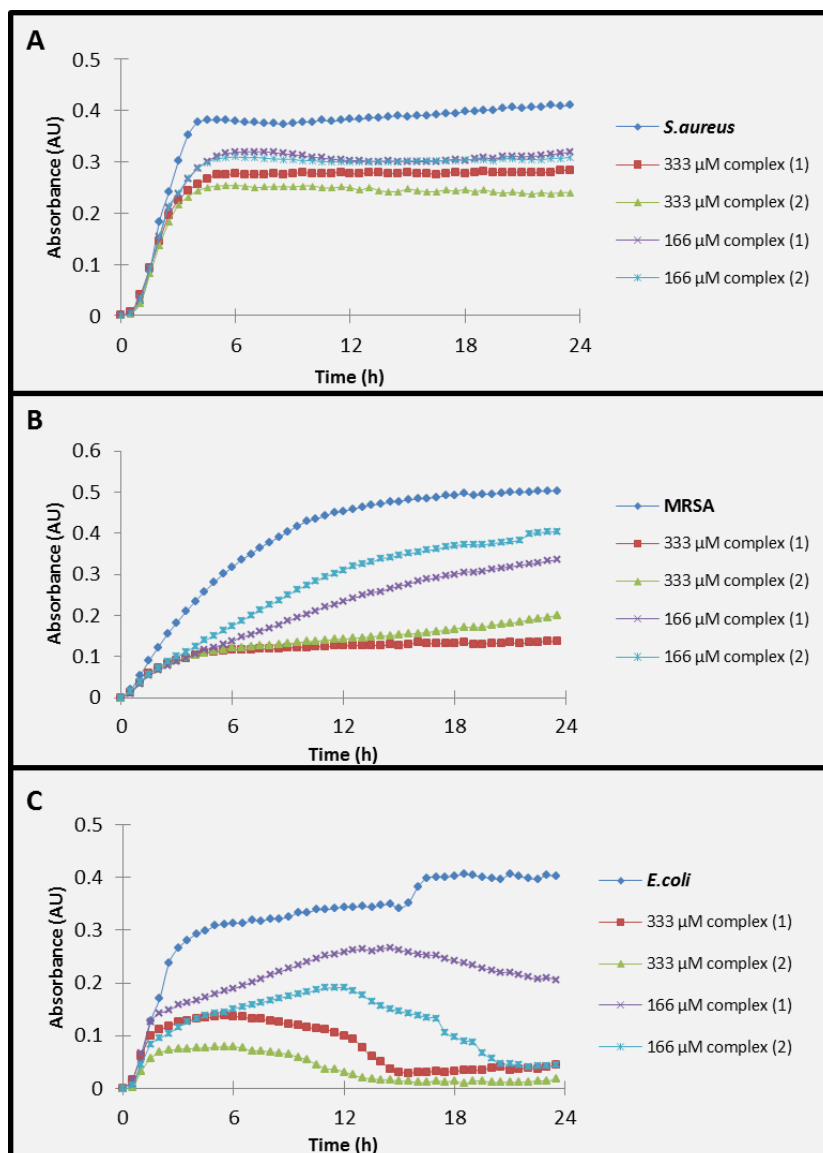 A
0.5
0.4
0.3
0.2
0.1
0
Absorbance (AU)
0 6 12 18 24
Time (h)
S.aureus
333 µM complex (1)
333 µM complex (2)
166 µM complex (1)
166 µM complex (2)
B
0.6
0.5
0.4
0.3
0.2
0.1
0
Absorbance (AU)
0 6 12 18 24
Time (h)
MRSA
333 µM complex (1)
333 µM complex (2)
166 µM complex (1)
166 µM complex (2)
C
0.5
0.4
0.3
0.2
0.1
0
Absorbance (AU)
0 6 12 18 24
Time (h)
E.coli
333 µM complex (1)
333 µM complex (2)
166 µM complex (1)
166 µM complex (2)